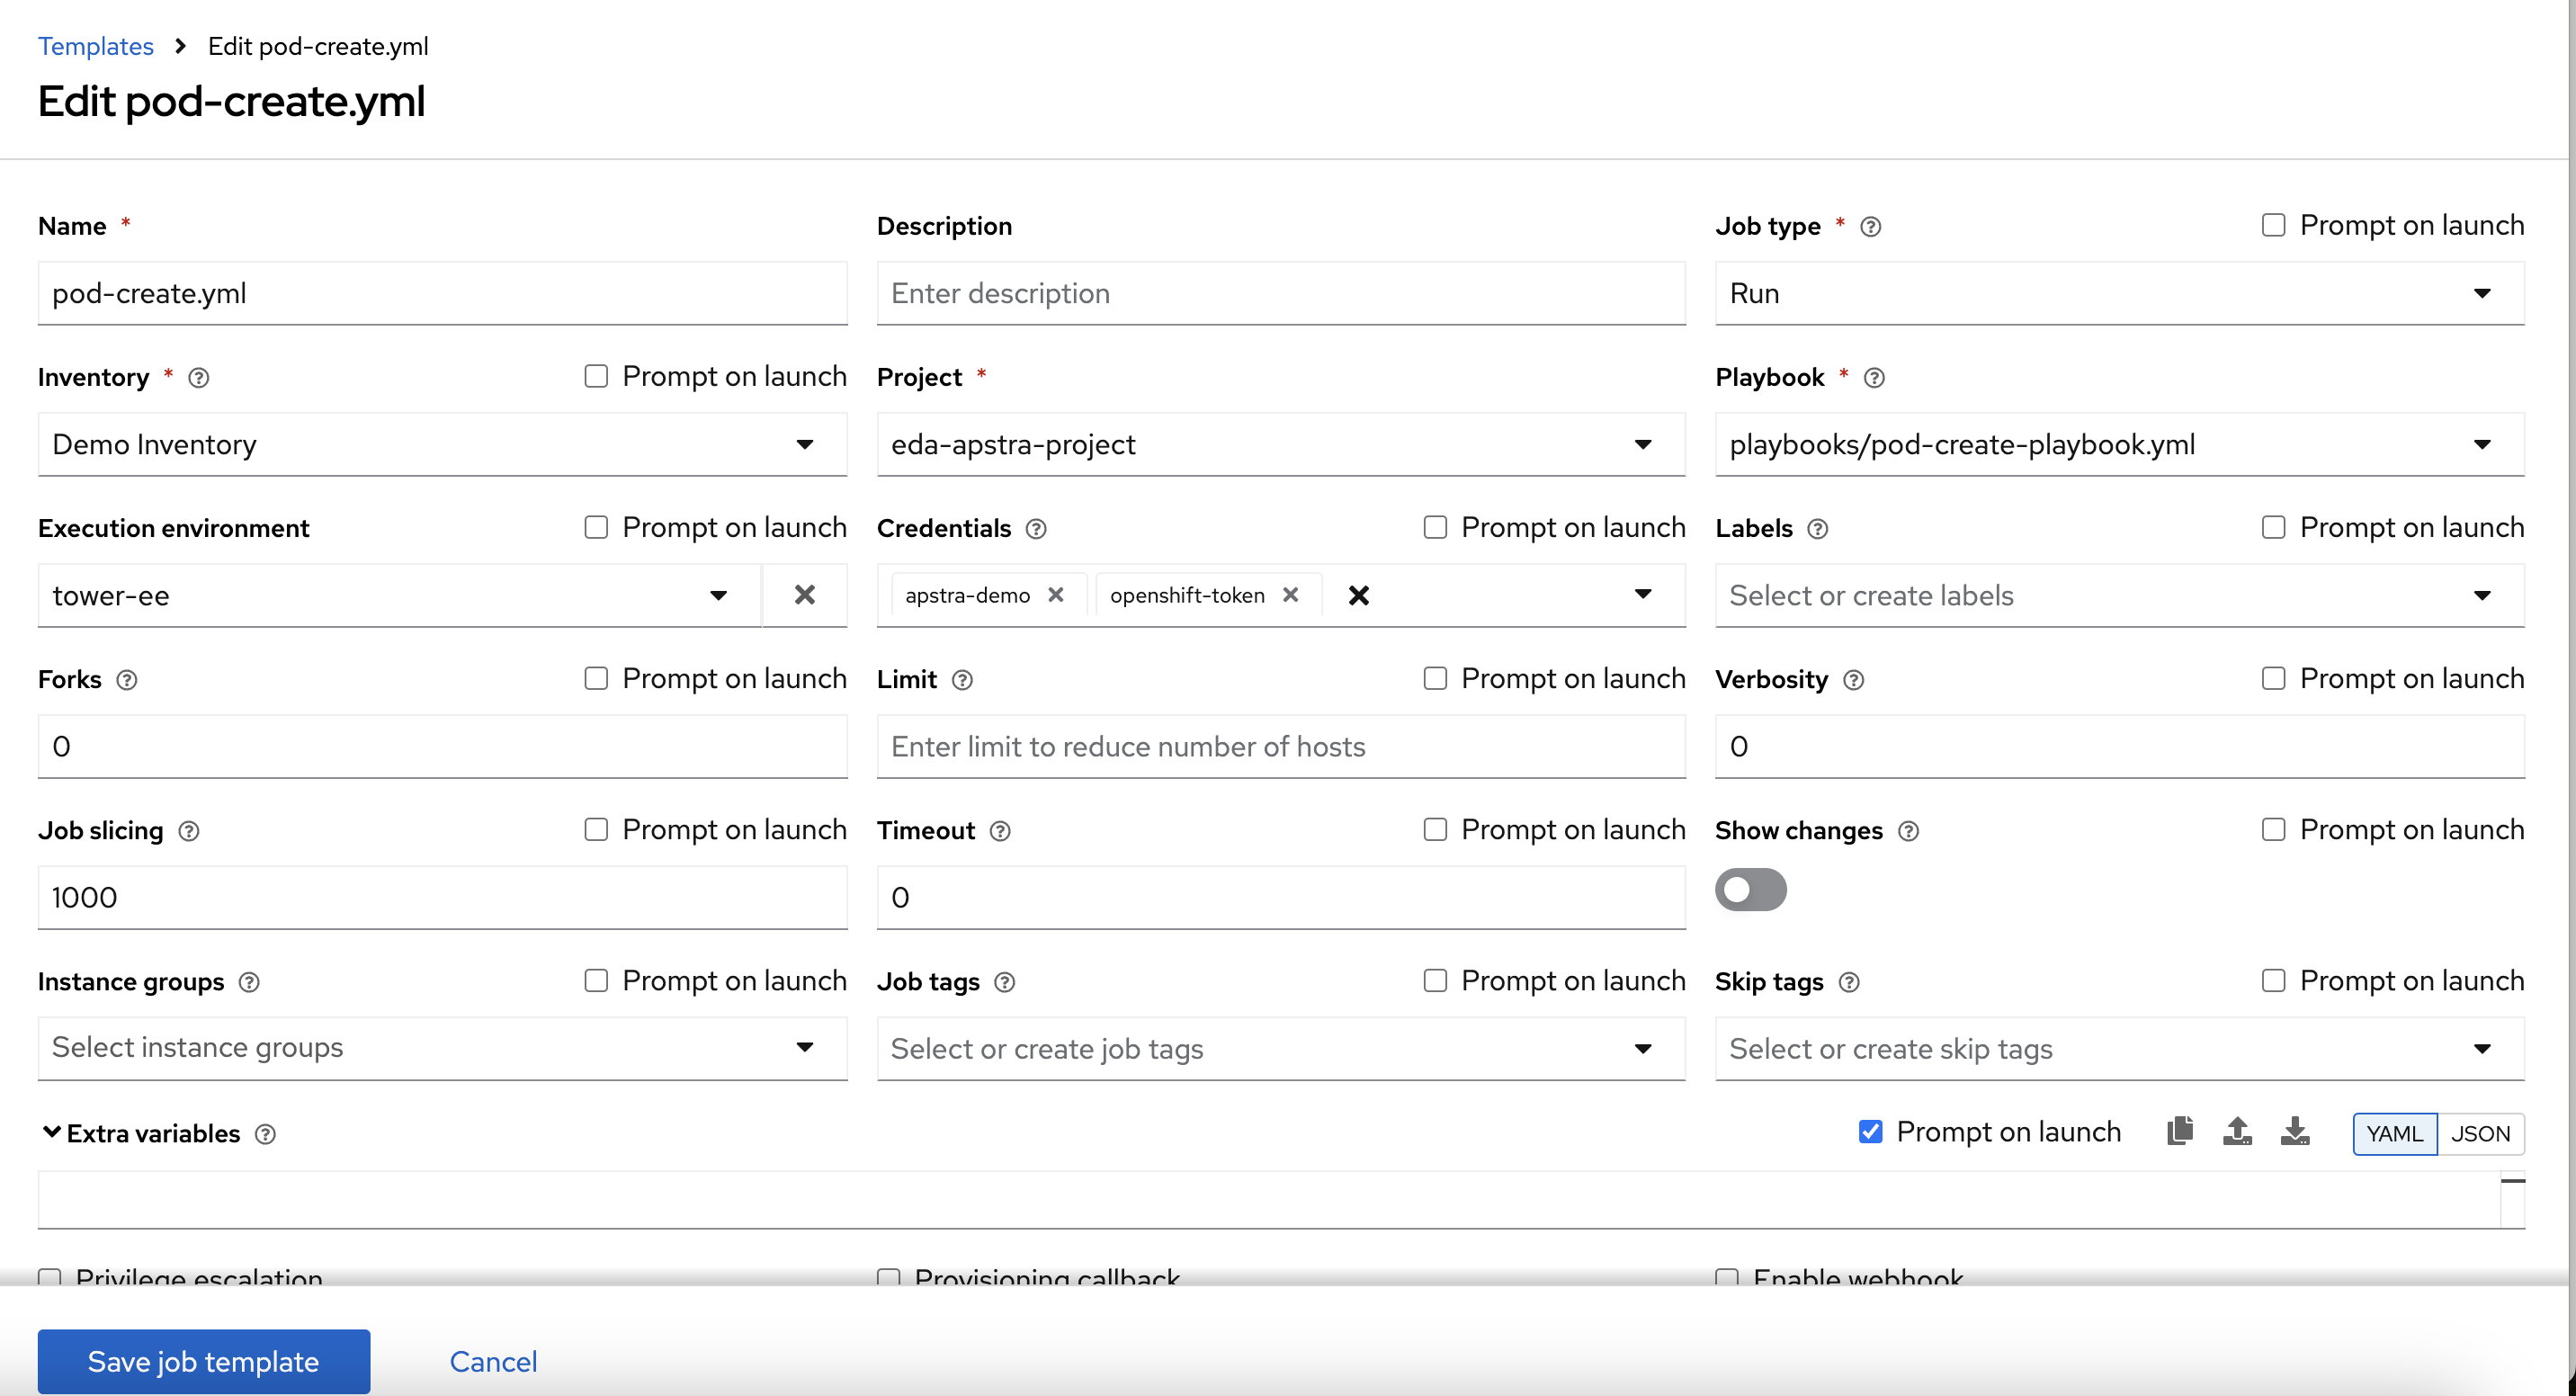 Templates > Edit pod-create.yml
Edit pod-create.yml
Name * Description Job type * Prompt on launch
pod-create.yml Enter description Run
Inventory * Prompt on launch Project * Playbook *
Demo Inventory eda-apstra-project playbooks/pod-create-playbook.yml
Execution environment Prompt on launch Credentials Prompt on launch Labels Prompt on launch
tower-ee apstra-demo openshift-token Select or create labels
Forks Prompt on launch Limit Prompt on launch Verbosity Prompt on launch
0 Enter limit to reduce number of hosts 0
Job slicing Prompt on launch Timeout Prompt on launch Show changes Prompt on launch
1000 0
Instance groups Prompt on launch Job tags Prompt on launch Skip tags Prompt on launch
Select instance groups Select or create job tags Select or create skip tags
Extra variables Prompt on launch YAML JSON
Privilege escalation Provisioning callback Enable webhook
Save job template Cancel